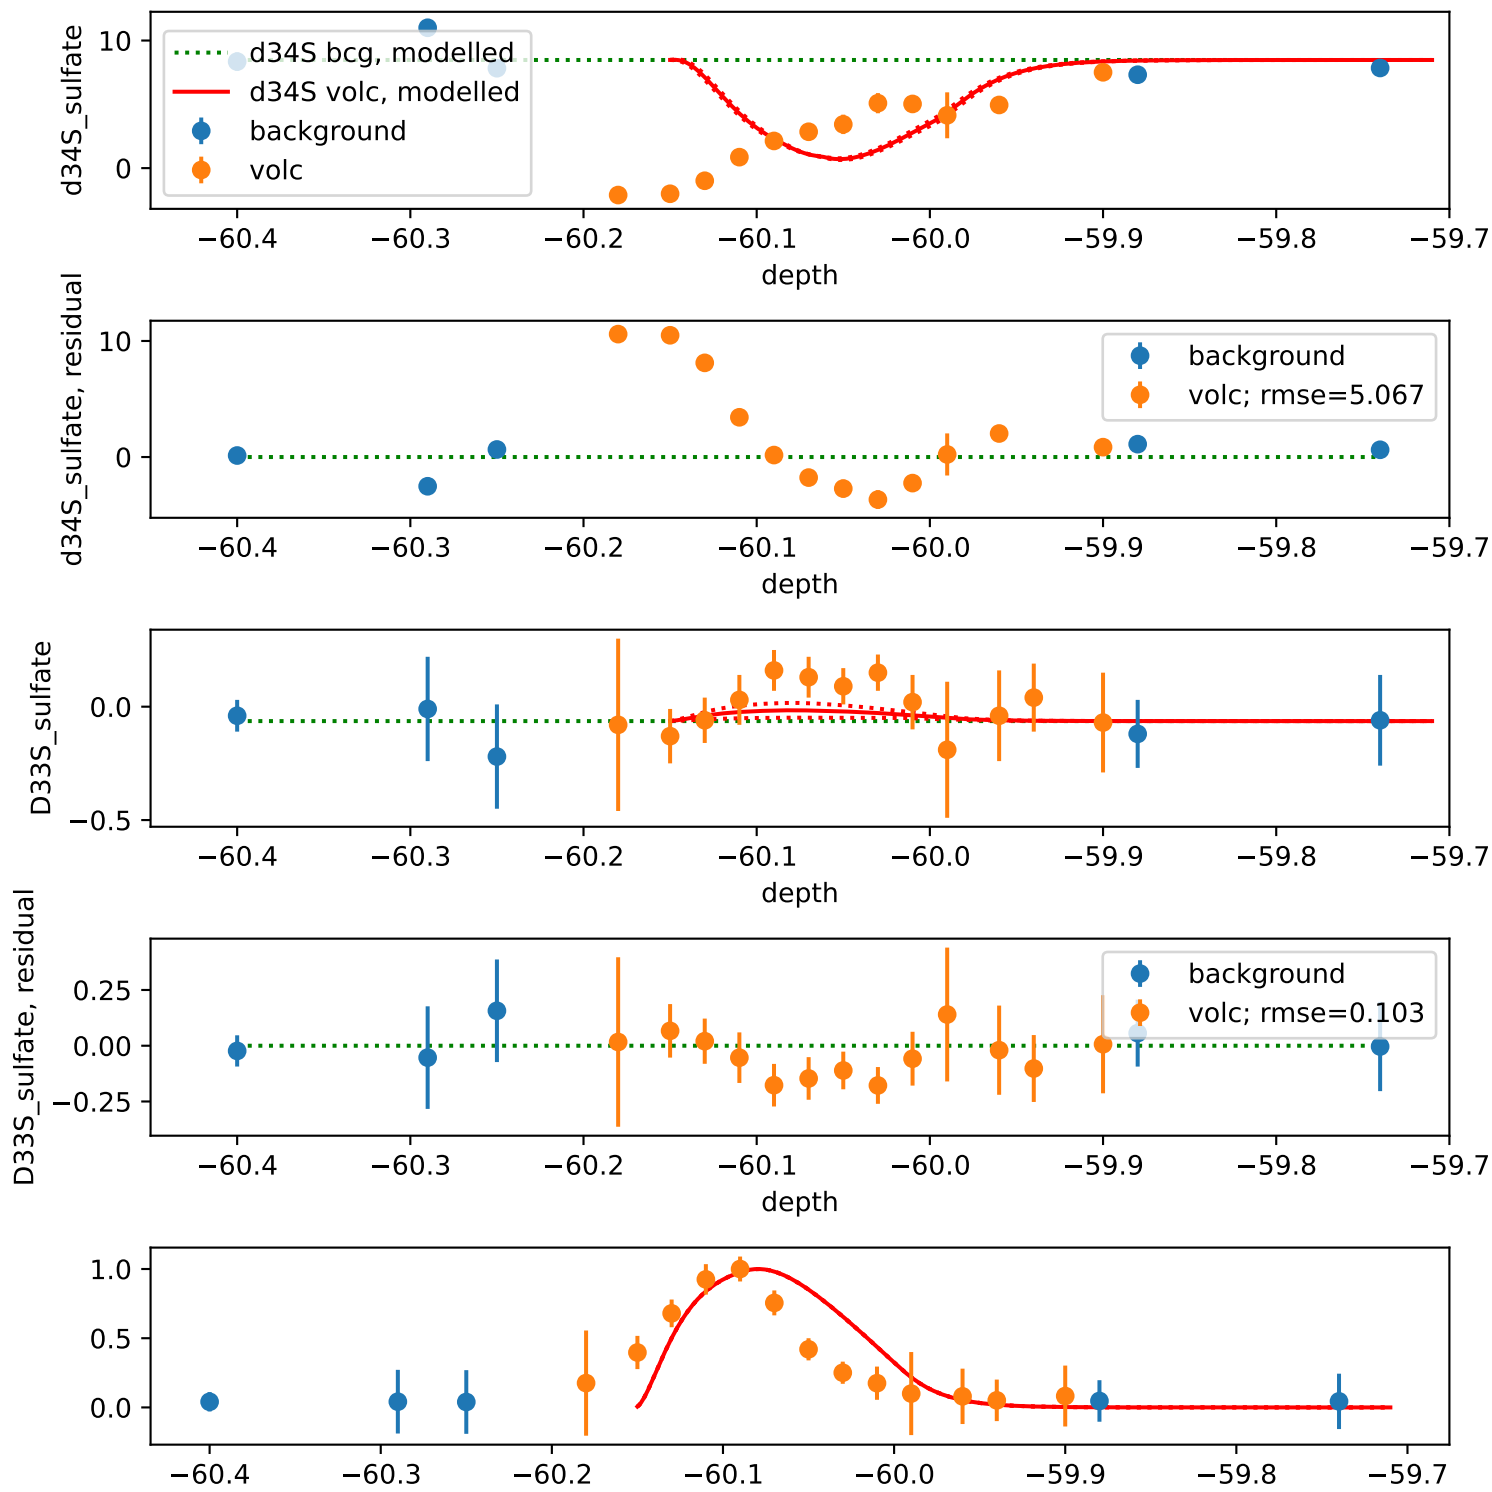 d34S_sulfate
10
0
d34S bcg, modelled
d34S volc, modelled
background
volc
−60.4 −60.3 −60.2 −60.1 −60.0 −59.9 −59.8 −59.7
depth
d34S_sulfate, residual
10
0
background
volc; rmse=5.067
−60.4 −60.3 −60.2 −60.1 −60.0 −59.9 −59.8 −59.7
depth
D33S_sulfate
0.0
−0.5
−60.4 −60.3 −60.2 −60.1 −60.0 −59.9 −59.8 −59.7
depth
D33S_sulfate, residual
0.25
0.00
−0.25
background
volc; rmse=0.103
−60.4 −60.3 −60.2 −60.1 −60.0 −59.9 −59.8 −59.7
depth
1.0
0.5
0.0
−60.4 −60.3 −60.2 −60.1 −60.0 −59.9 −59.8 −59.7